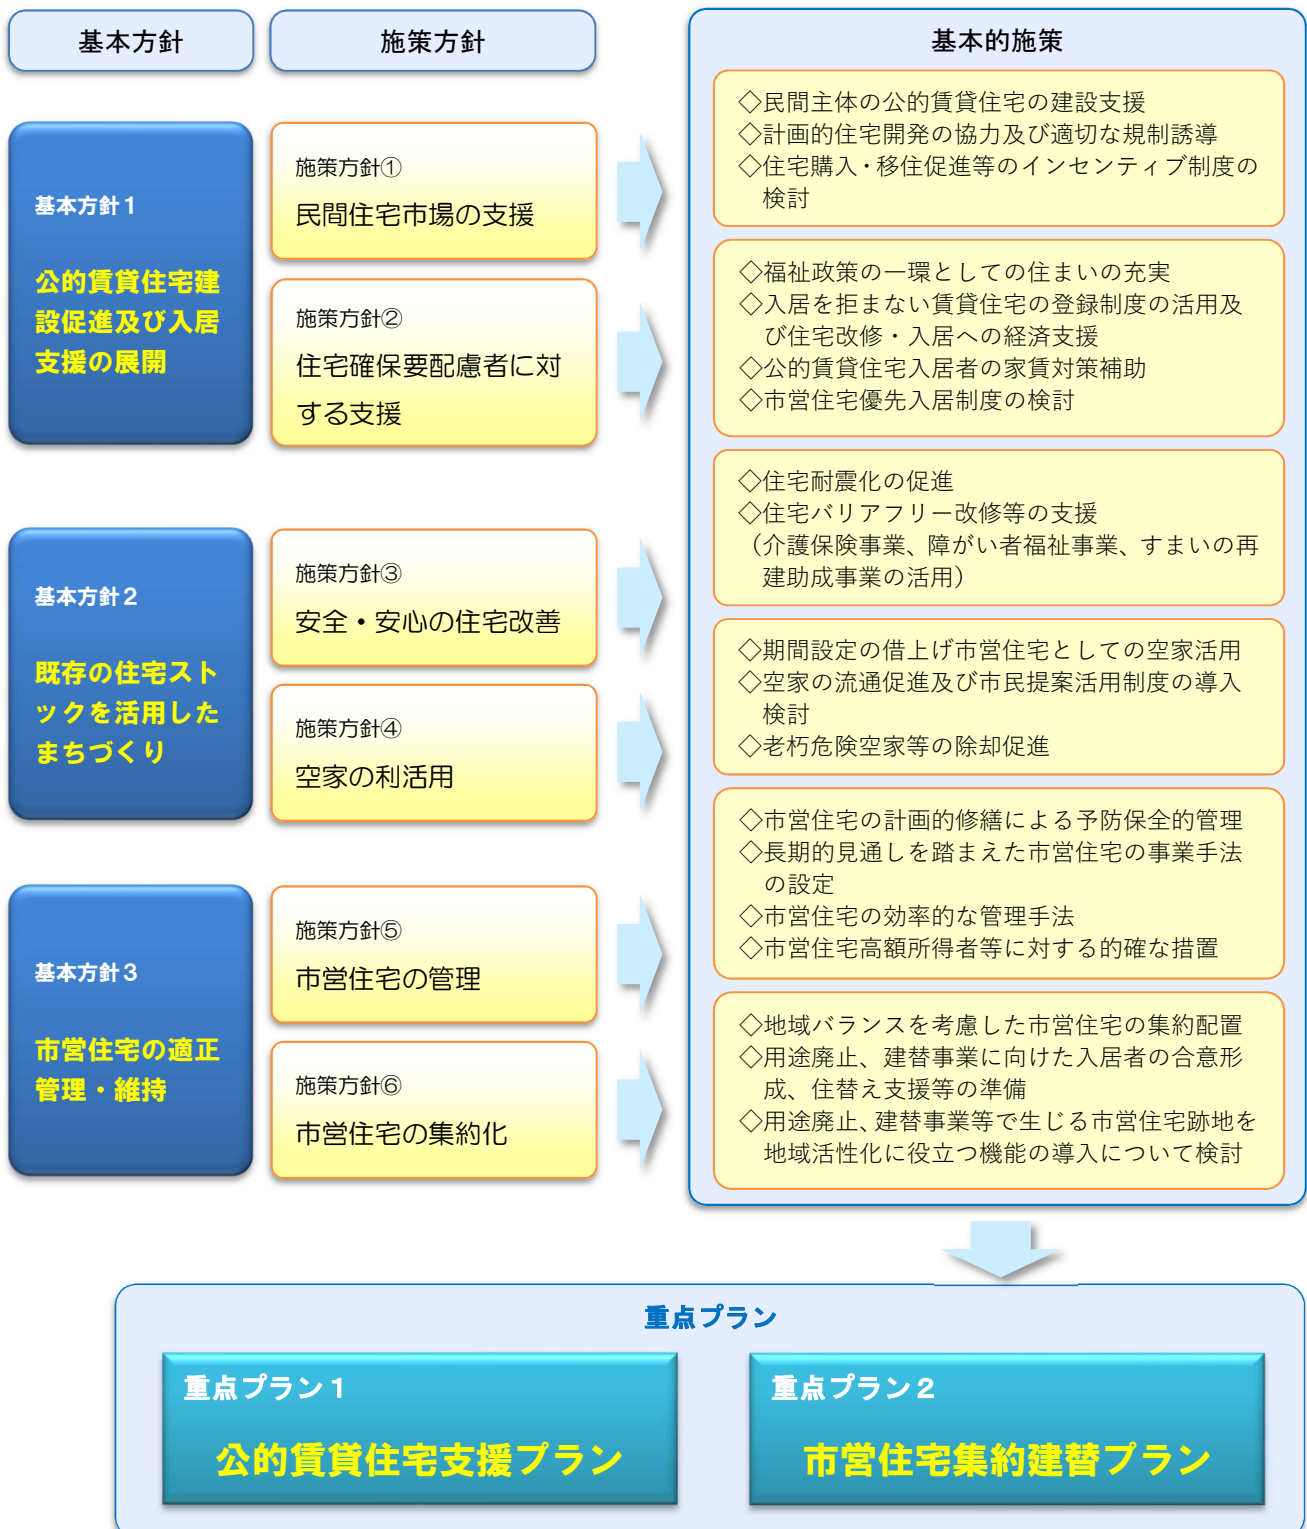 基本方針
施策方針
基本的施策
基本方針１
公的賃貸住宅建
設促進及び入居
支援の展開
施策方針①
民間住宅市場の支援
◇民間主体の公的賃貸住宅の建設支援
◇計画的住宅開発の協力及び適切な規制誘導
◇住宅購入・移住促進等のインセンティブ制度の
検討
施策方針②
住宅確保要配慮者に対
する支援
◇福祉政策の一環としての住まいの充実
◇入居を拒まない賃貸住宅の登録制度の活用及
び住宅改修・入居への経済支援
◇公的賃貸住宅入居者の家賃対策補助
◇市営住宅優先入居制度の検討
基本方針２
既存の住宅スト
ックを活用した
まちづくり
施策方針③
安全・安心の住宅改善
◇住宅耐震化の促進
◇住宅バリアフリー改修等の支援
（介護保険事業、障がい者福祉事業、すまいの再
建助成事業の活用）
施策方針④
空家の利活用
◇期間設定の借上げ市営住宅としての空家活用
◇空家の流通促進及び市民提案活用制度の導入
検討
◇老朽危険空家等の除却促進
基本方針３
市営住宅の適正
管理・維持
施策方針⑤
市営住宅の管理
◇市営住宅の計画的修繕による予防保全的管理
◇長期的見通しを踏まえた市営住宅の事業手法
の設定
◇市営住宅の効率的な管理手法
◇市営住宅高額所得者等に対する的確な措置
施策方針⑥
市営住宅の集約化
◇地域バランスを考慮した市営住宅の集約配置
◇用途廃止、建替事業に向けた入居者の合意形
成、住替え支援等の準備
◇用途廃止、建替事業等で生じる市営住宅跡地を
地域活性化に役立つ機能の導入について検討
重点プラン
重点プラン１
公的賃貸住宅支援プラン
重点プラン２
市営住宅集約建替プラン